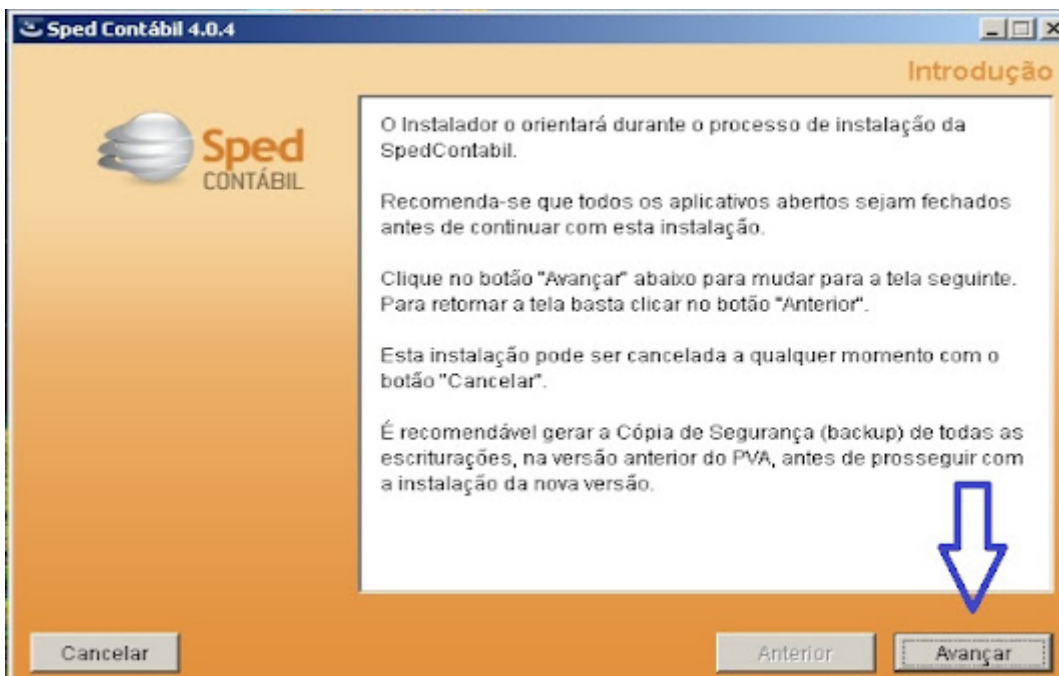 Sped Contábil 4.0.4
Introdução
Sped
CONTÁBIL
O Instalador o orientará durante o processo de instalação da
SpedContabil.
Recomenda-se que todos os aplicativos abertos sejam fechados
antes de continuar com esta instalação.
Clique no botão "Avançar" abaixo para mudar para a tela seguinte.
Para retornar a tela basta clicar no botão "Anterior".
Esta instalação pode ser cancelada a qualquer momento com o
botão "Cancelar".
É recomendável gerar a Cópia de Segurança (backup) de todas as
escriturações, na versão anterior do PVA, antes de prosseguir com
a instalação da nova versão.
Cancelar
Anterior
Avançar